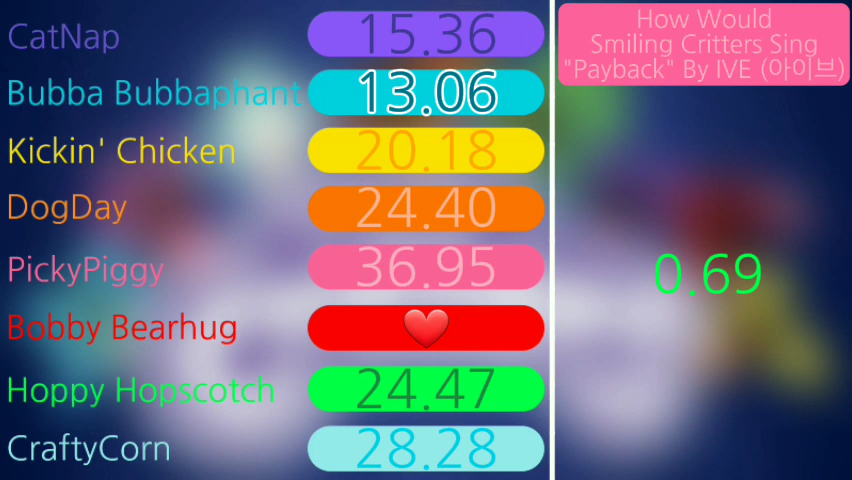 CatNap 15.36
Bubba Bubbaphant 13.06
Kickin' Chicken 20.18
DogDay 24.40
PickyPiggy 36.95
Bobby Bearhug ❤️
Hoppy Hopscotch 24.47
CraftyCorn 28.28
How Would
Smiling Critters Sing
"Payback" By IVE (아이브)
0.69